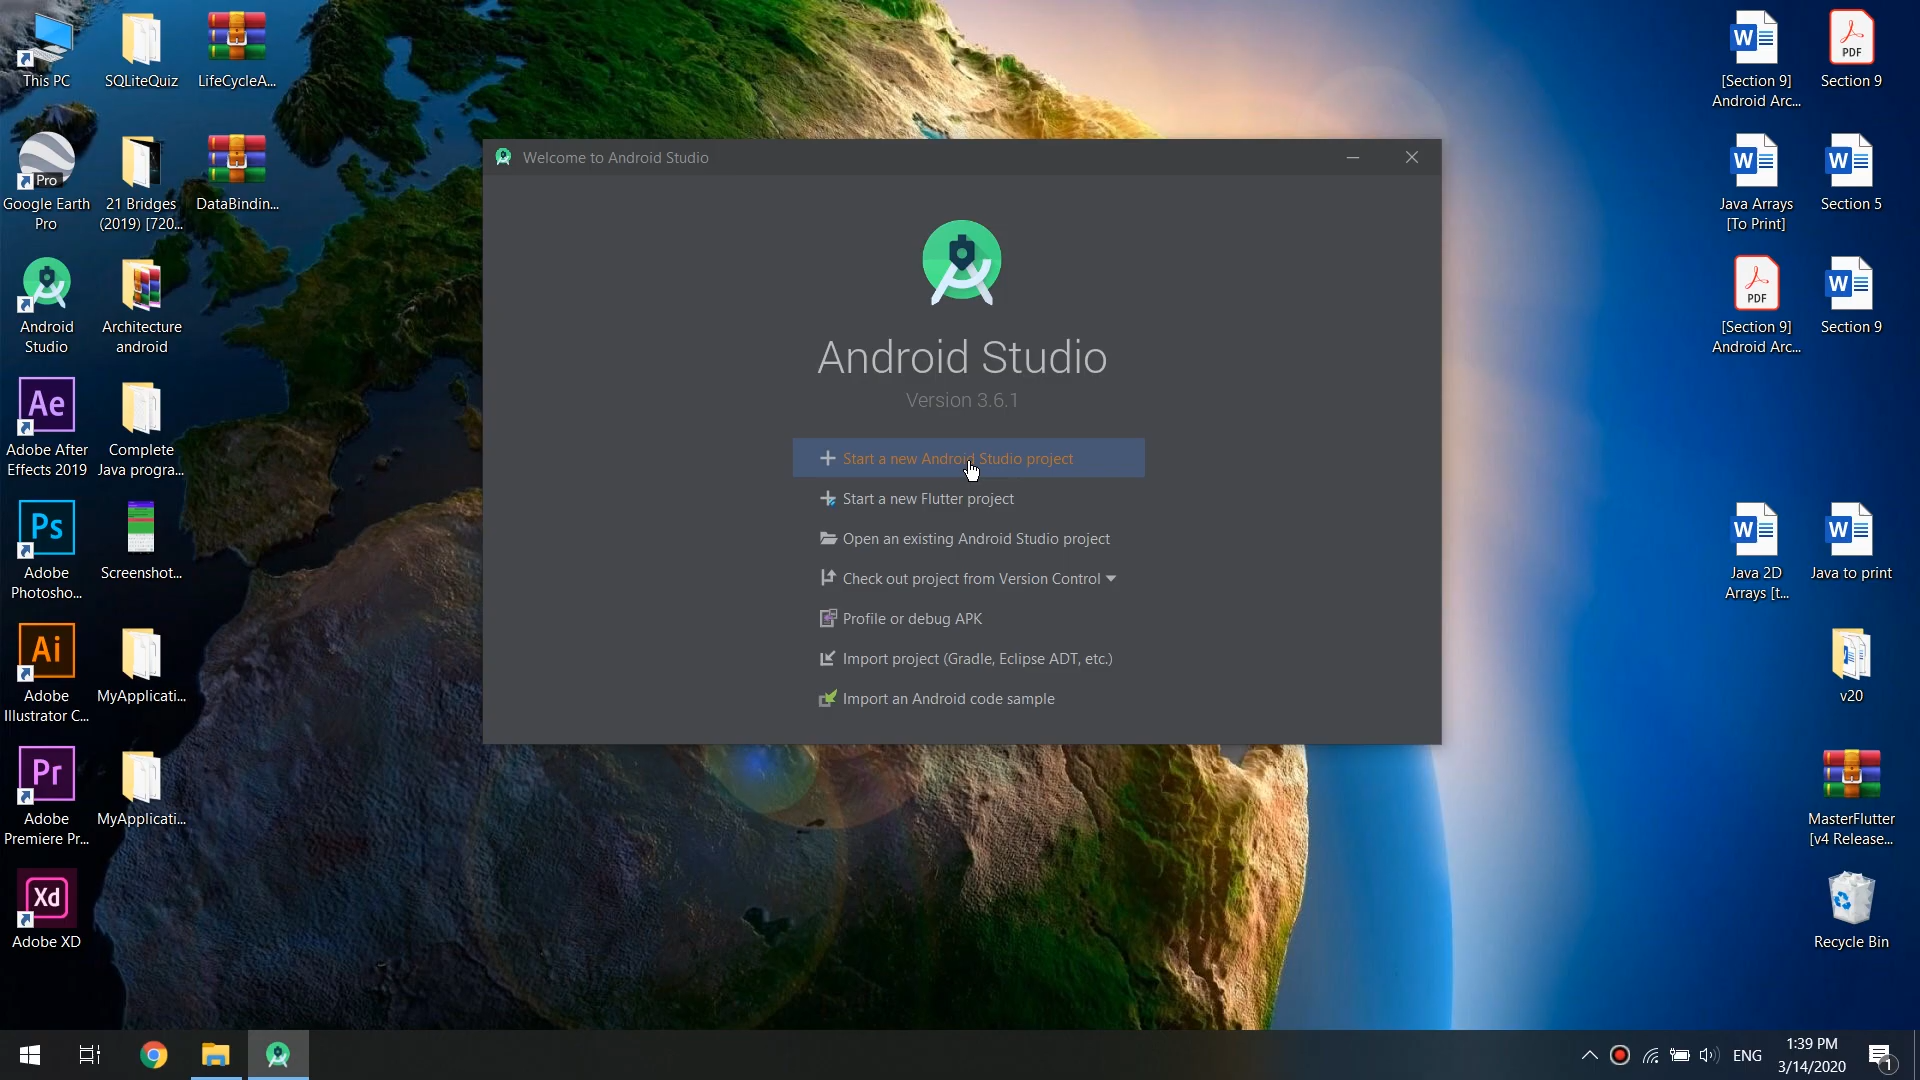 This PC
SQLiteQuiz
LifeCycleA...
Google Earth
Pro
Pro
21 Bridges
(2019) [720...
DataBindin...
Android
Studio
Architecture
android
Ae
Adobe After
Effects 2019
Complete
Java progra...
Ps
Adobe
Photosho...
Screenshot...
Ai
Adobe
Illustrator C...
MyApplicati...
Pr
Adobe
Premiere Pr...
MyApplicati...
Xd
Adobe XD
Welcome to Android Studio
Android Studio
Version 3.6.1
Start a new Android Studio project
Start a new Flutter project
Open an existing Android Studio project
Check out project from Version Control
Profile or debug APK
Import project (Gradle, Eclipse ADT, etc.)
Import an Android code sample
W
[Section 9]
Android Arc...
PDF
Section 9
W
Java Arrays
[To Print]
W
Section 5
PDF
[Section 9]
Android Arc...
W
Section 9
W
Java 2D
Arrays [t...
W
Java to print
v20
MasterFlutter
[v4 Release...
Recycle Bin
ENG
1:39 PM
3/14/2020
1